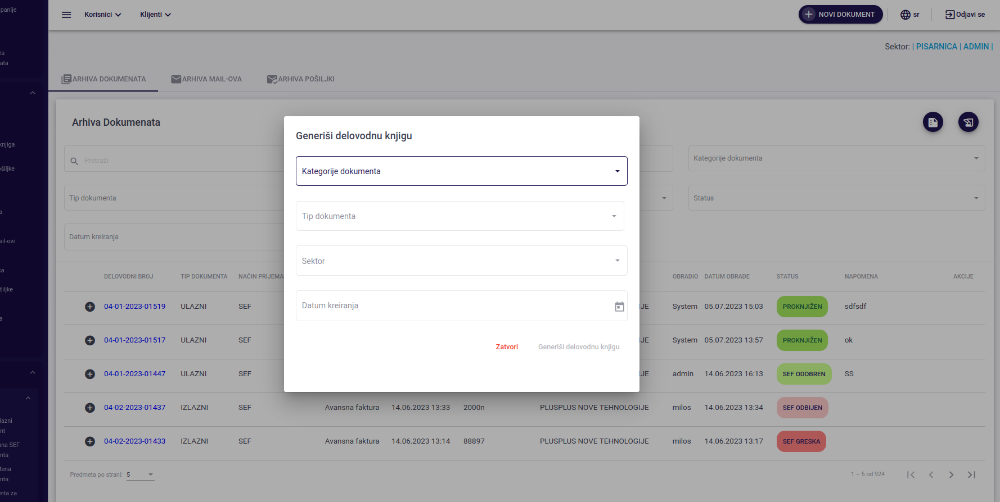 panije
Korisnici
Klijenti
NOVI DOKUMENT
sr
Odjavi se
za
ata
Sektor: | PISARNICA | ADMIN |
ARHIVA DOKUMENATA
ARHIVA MAIL-OVA
ARHIVA POŠILJKI
Arhiva Dokumenata
Pretraži
Kategorije dokumenta
Tip dokumenta
Status
Datum kreiranja
knjiga
ošiljke
a
ail-ovi
ka
šiljke
a
lazni
nt
una SEF
nta
đena
nta
enta za
Generiši delovodnu knjigu
Kategorije dokumenta
Tip dokumenta
Sektor
Datum kreiranja
Zatvori
Generiši delovodnu knjigu
DELOVODNI BROJ TIP DOKUMENTA NAČIN PRIJEMA OBRADIO DATUM OBRADE STATUS NAPOMENA AKCIJE
04-01-2023-01519 ULAZNI SEF IJE System 05.07.2023 15:03 PROKNJIŽEN sdfsdf
04-01-2023-01517 ULAZNI SEF IJE System 05.07.2023 13:57 PROKNJIŽEN ok
04-01-2023-01447 ULAZNI SEF IJE admin 14.06.2023 16:13 SEF ODOBREN SS
04-02-2023-01437 IZLAZNI SEF Avansna faktura 14.06.2023 13:33 2000n PLUSPLUS NOVE TEHNOLOGIJE milos 14.06.2023 13:34 SEF ODBIJEN
04-02-2023-01433 IZLAZNI SEF Avansna faktura 14.06.2023 13:14 88897 PLUSPLUS NOVE TEHNOLOGIJE milos 14.06.2023 13:17 SEF GRESKA
Predmeta po strani: 5
1 – 5 od 924